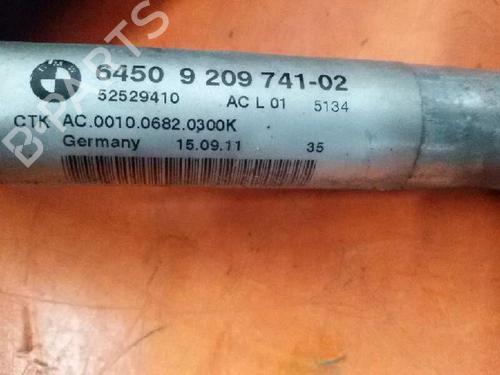 BMW
6450 9 209 741-02
52529410 AC L 01 5134
CTK AC.0010.0682.0300K
Germany 15.09.11 35